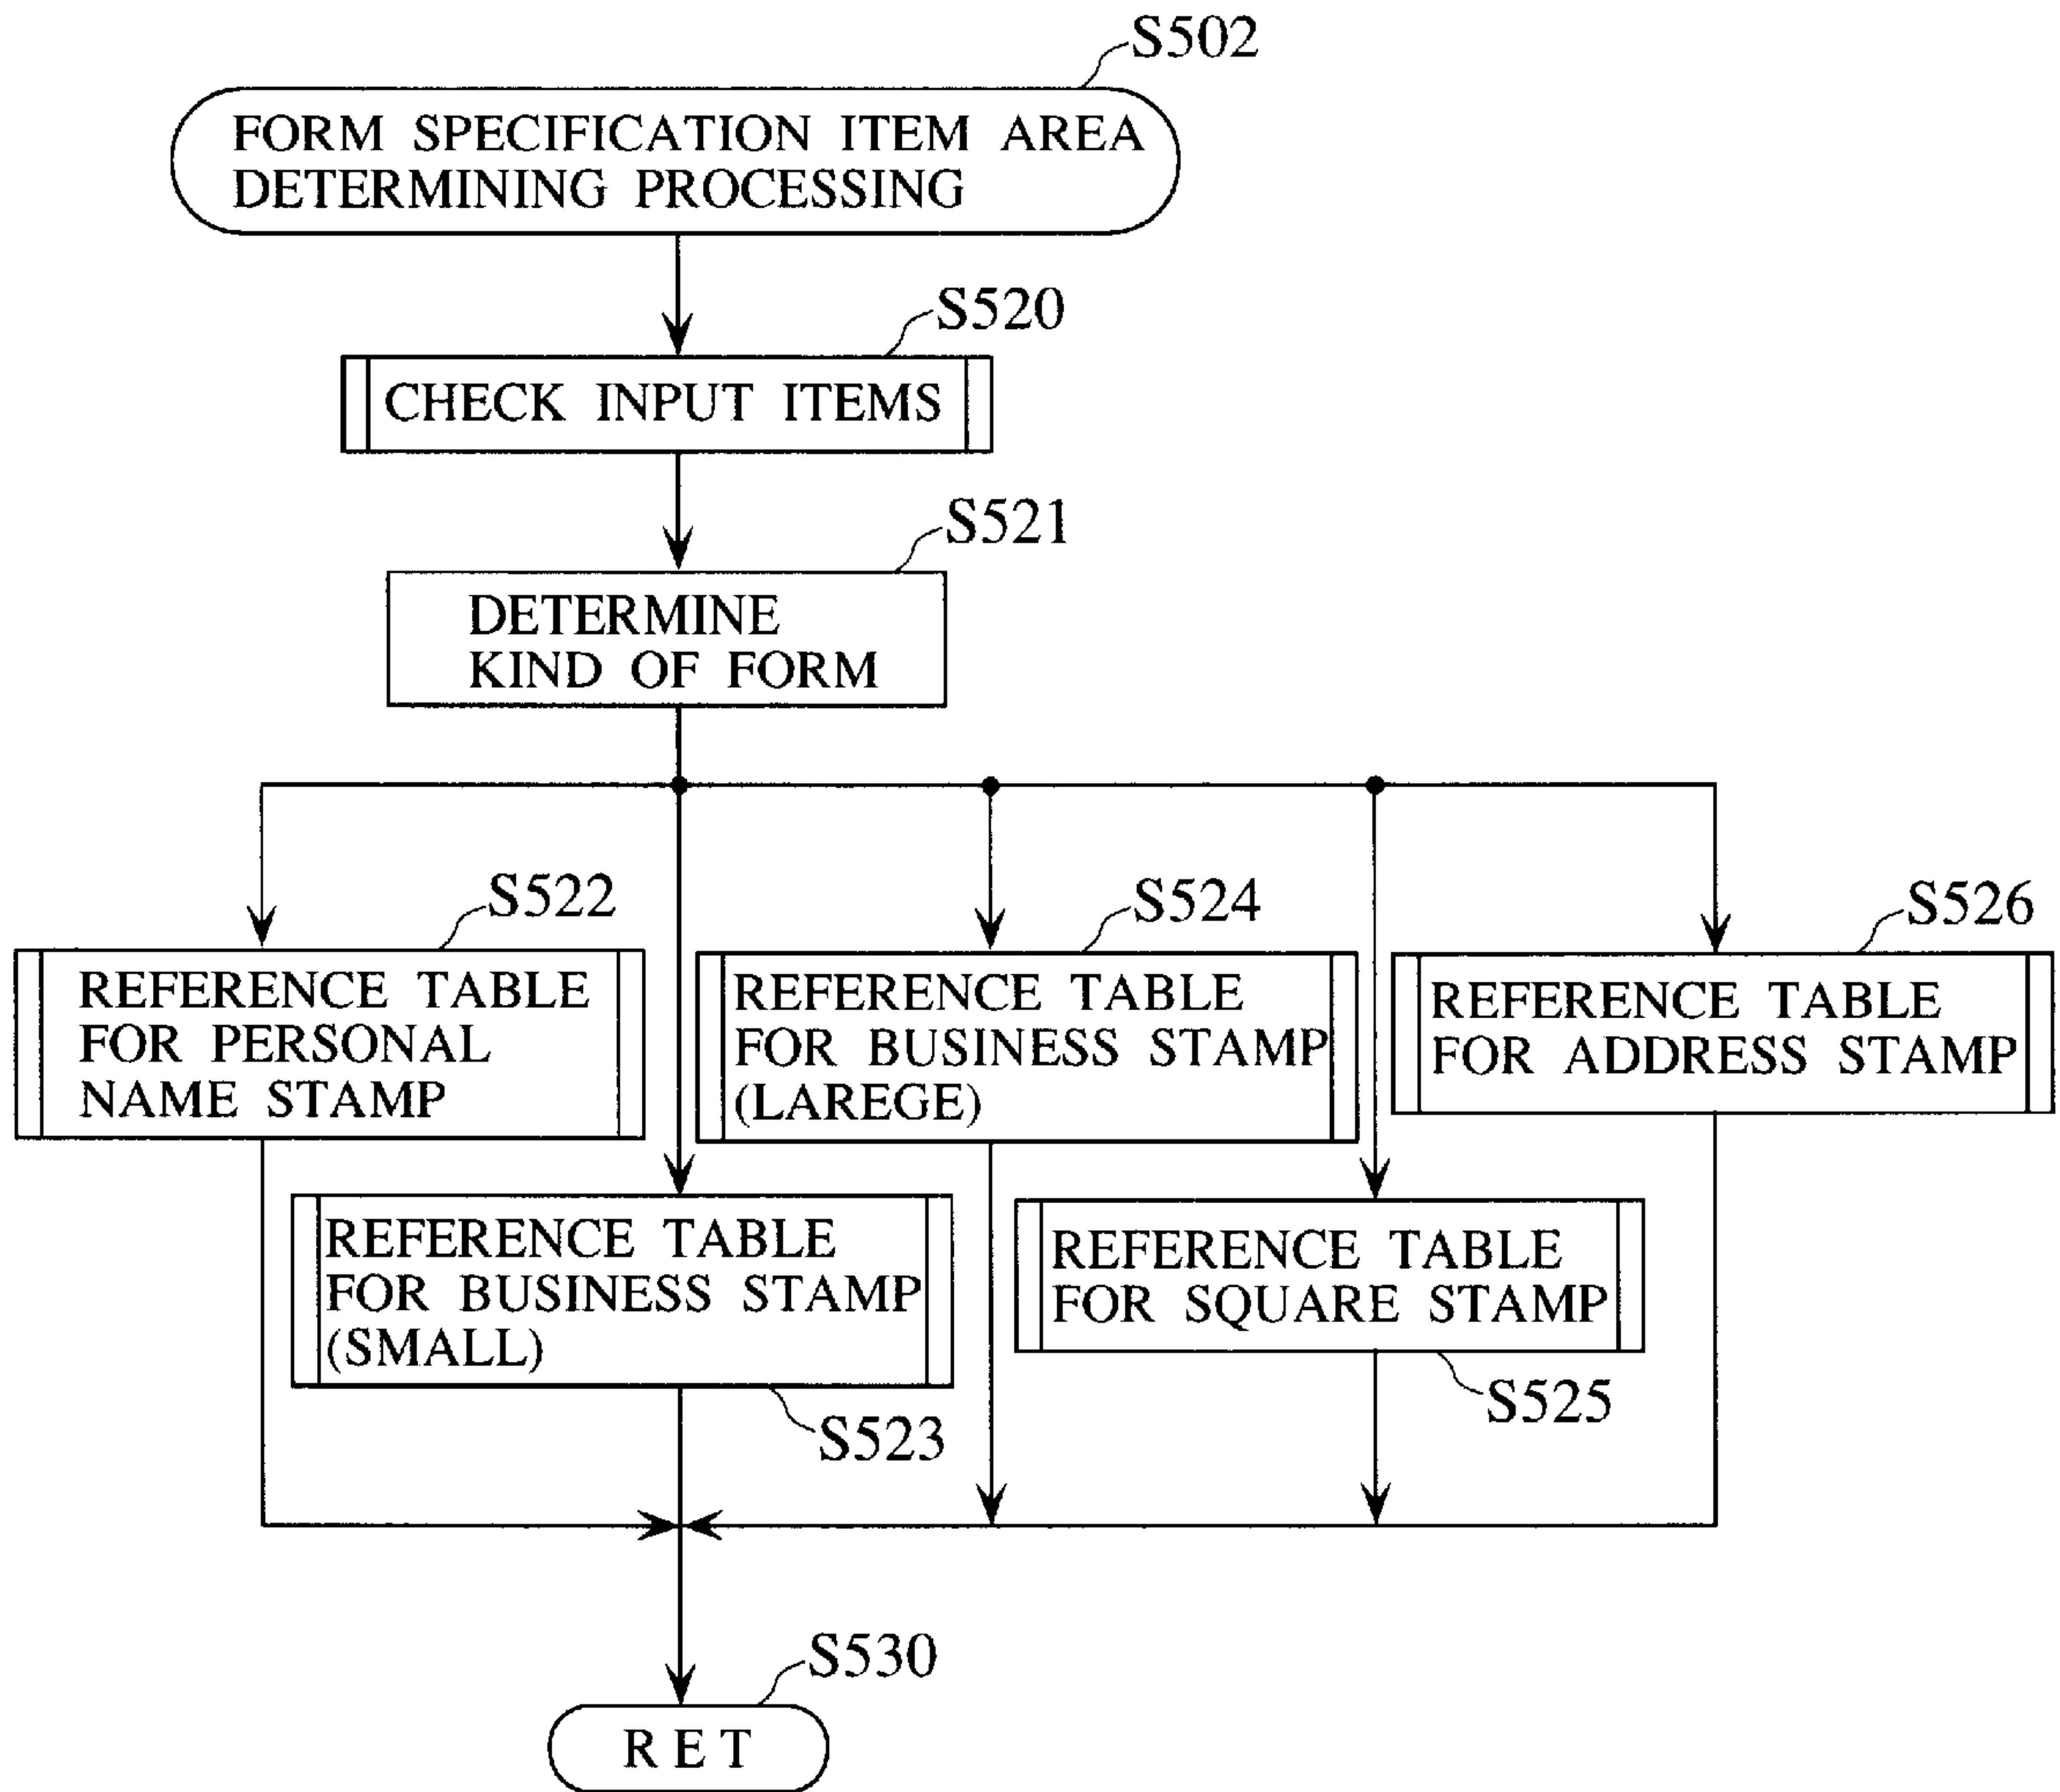 S502
FORM SPECIFICATION ITEM AREA
DETERMINING PROCESSING
S520
CHECK INPUT ITEMS
S521
DETERMINE
KIND OF FORM
S522
REFERENCE TABLE
FOR PERSONAL
NAME STAMP
S524
REFERENCE TABLE
FOR BUSINESS STAMP
(LAREGE)
S526
REFERENCE TABLE
FOR ADDRESS STAMP
REFERENCE TABLE
FOR BUSINESS STAMP
(SMALL)
S523
REFERENCE TABLE
FOR SQUARE STAMP
S525
S530
RET